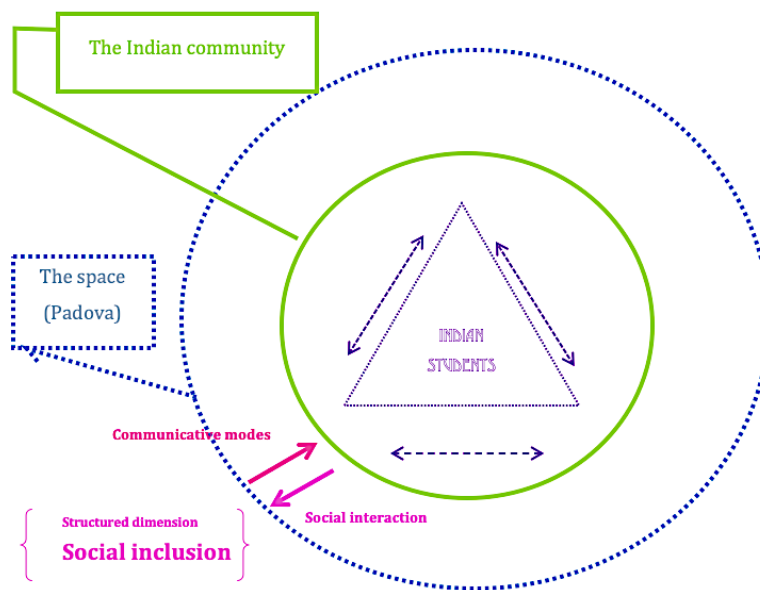 The Indian community
The space
(Padova)
INDIAN
STUDENTS
Communicative modes
Social interaction
Structured dimension
Social inclusion